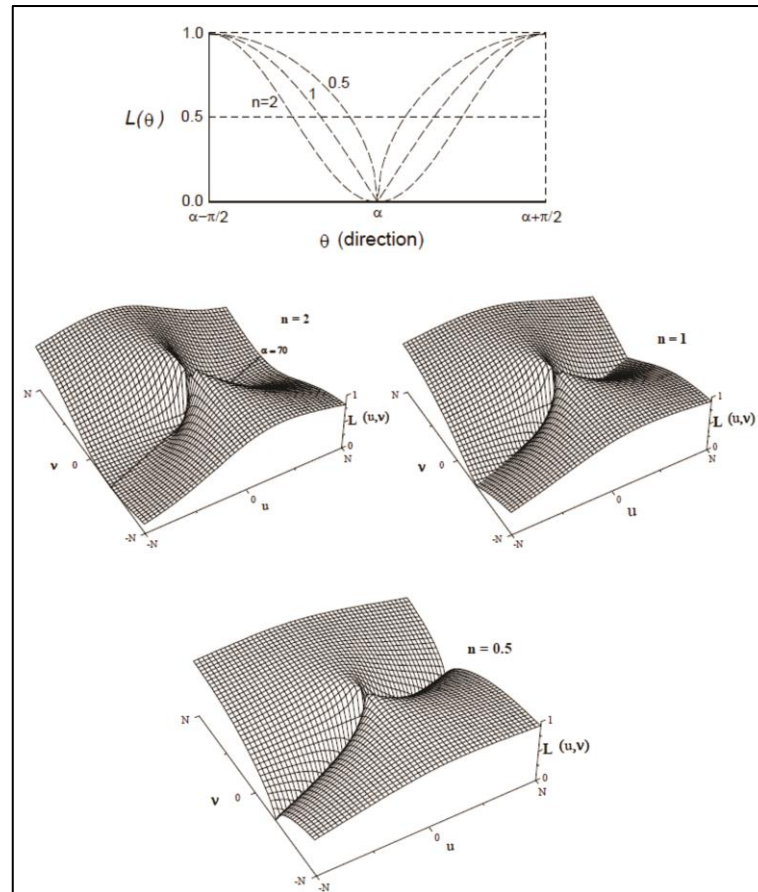 1.0
0.5
1
n=2
L(θ) 0.5
0.0
α−π/2 α α+π/2
θ (direction)
n = 2
α=70
N
ν 0
-N
-N
0
u
N
0
1
L (u,ν)
n = 1
N
ν 0
-N
-N
0
u
N
0
1
L (u,ν)
n = 0.5
N
ν 0
-N
-N
0
u
N
0
1
L (u,ν)